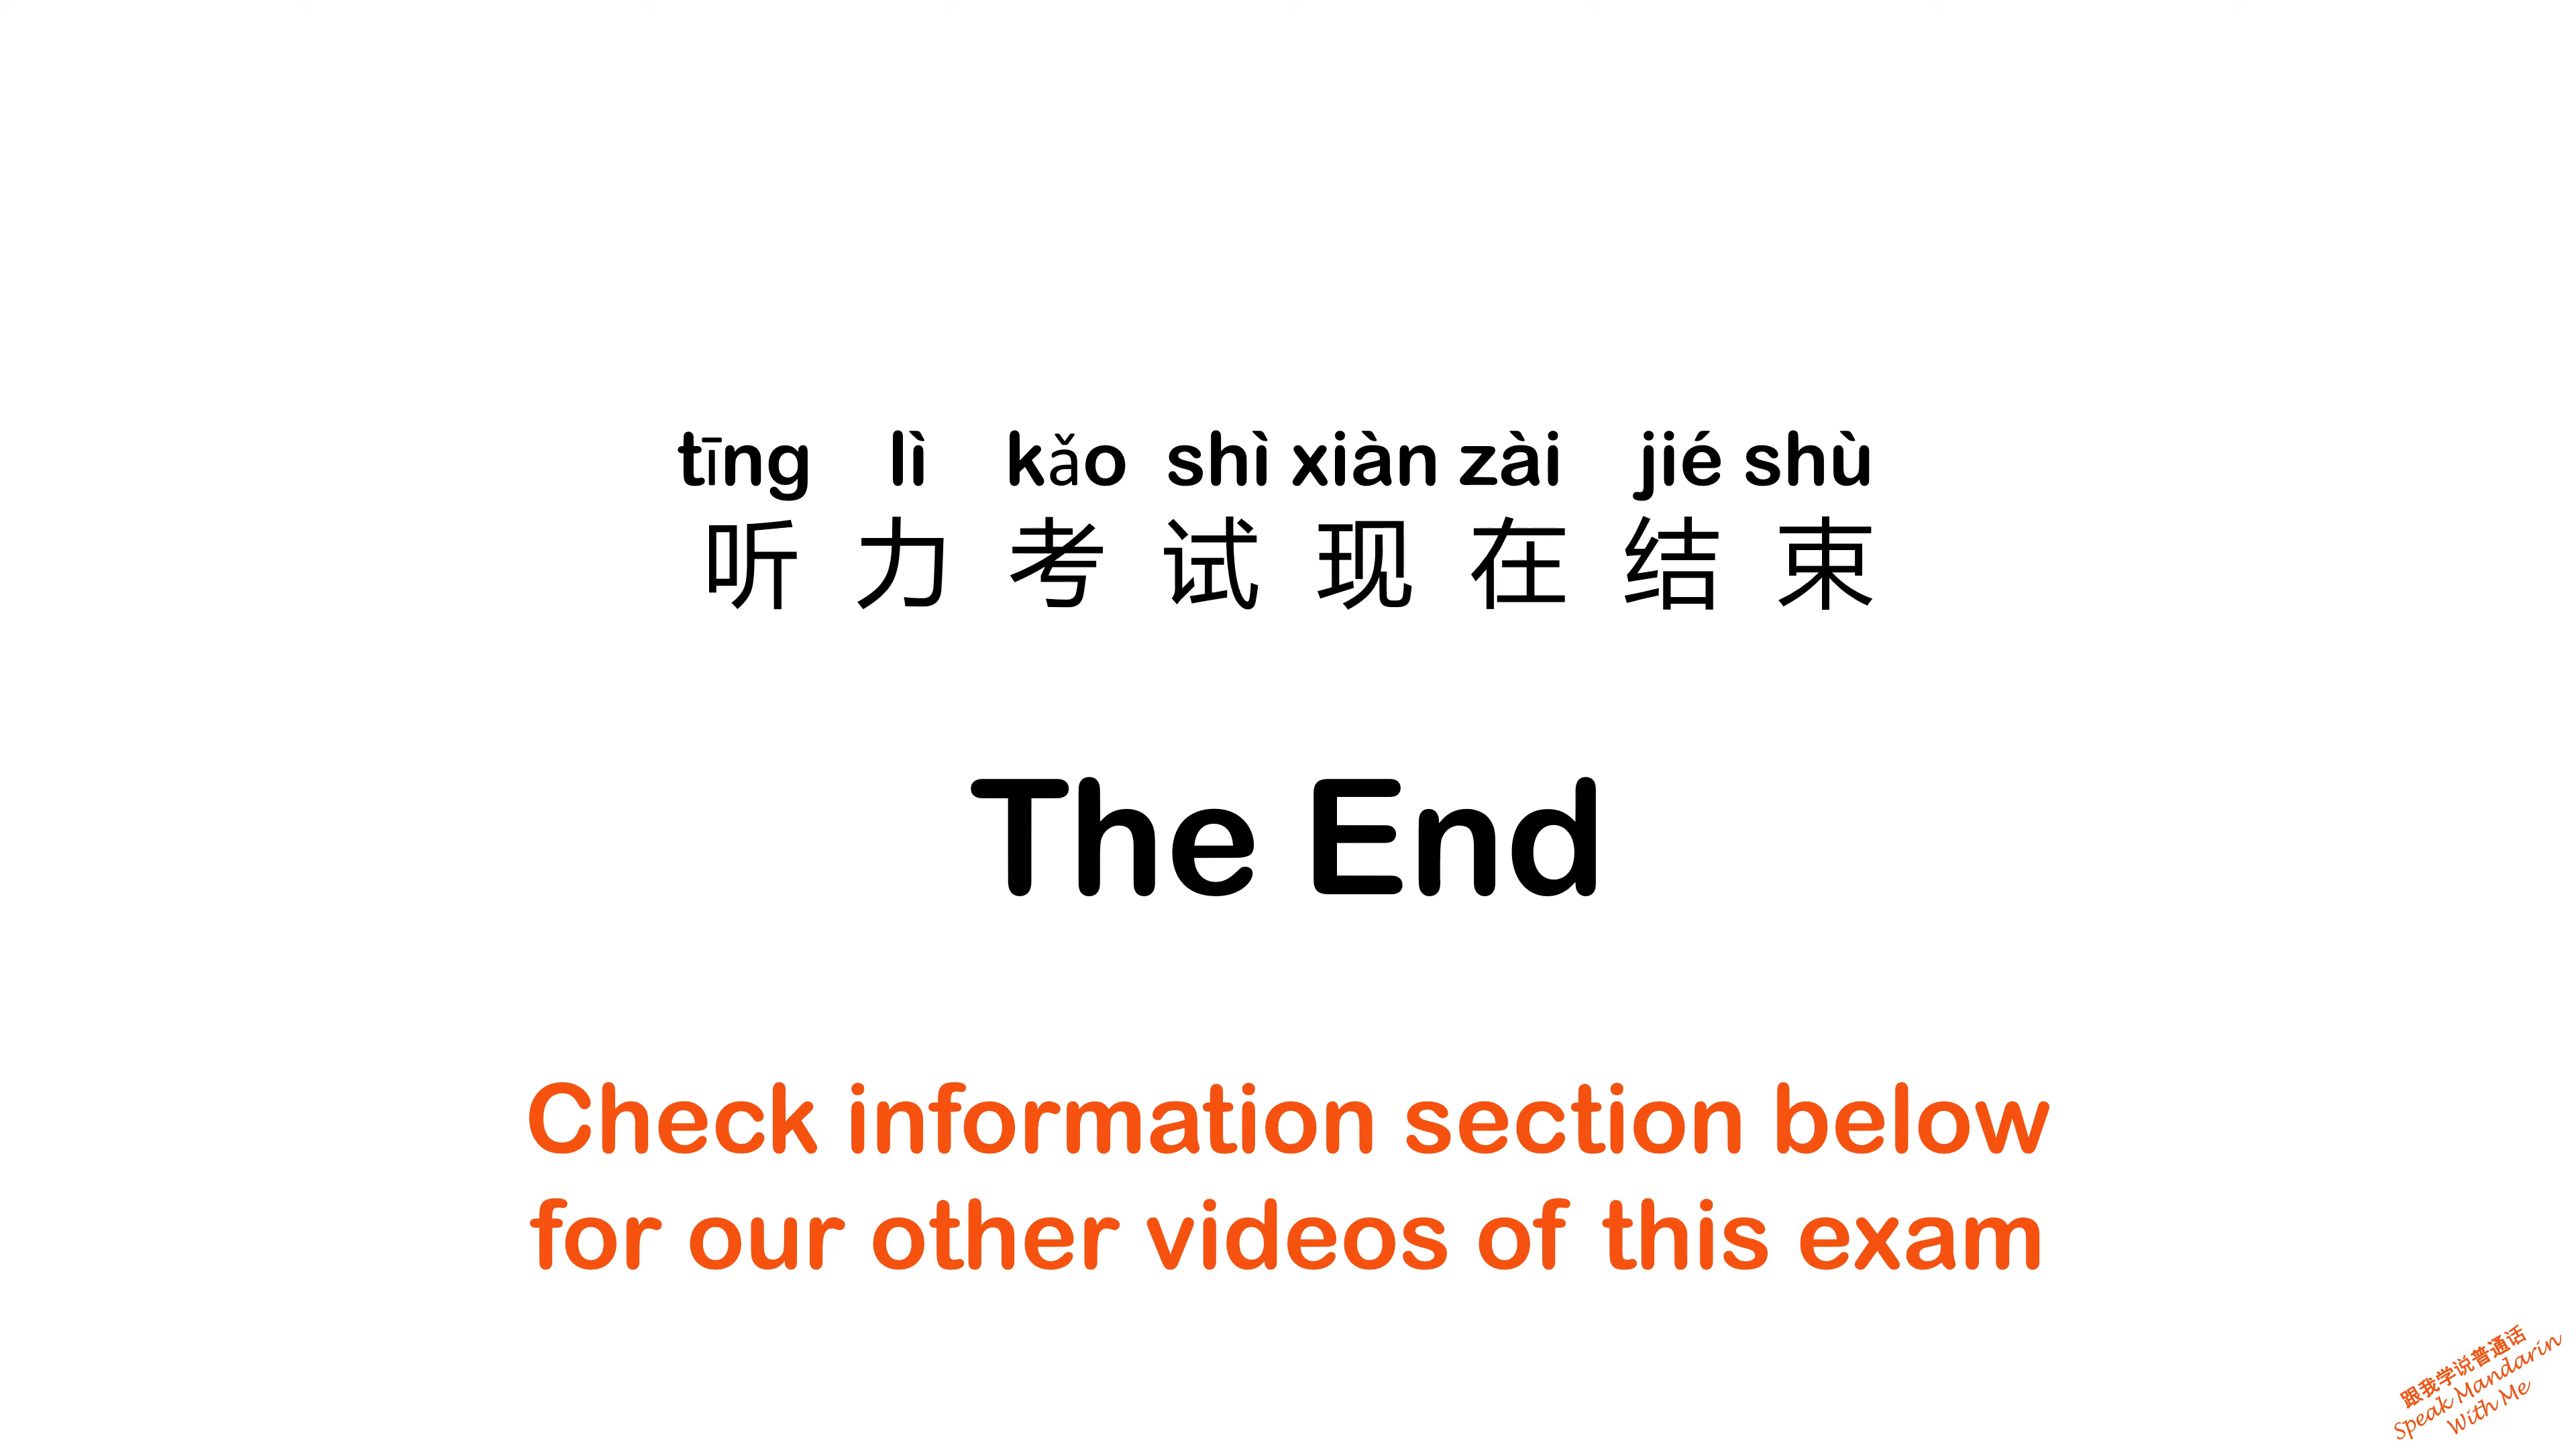 tīng lì kǎo shì xiàn zài jié shù
听力考试现在结束
The End
Check information section below
for our other videos of this exam
跟我学说普通话
Speak Mandarin
With Me